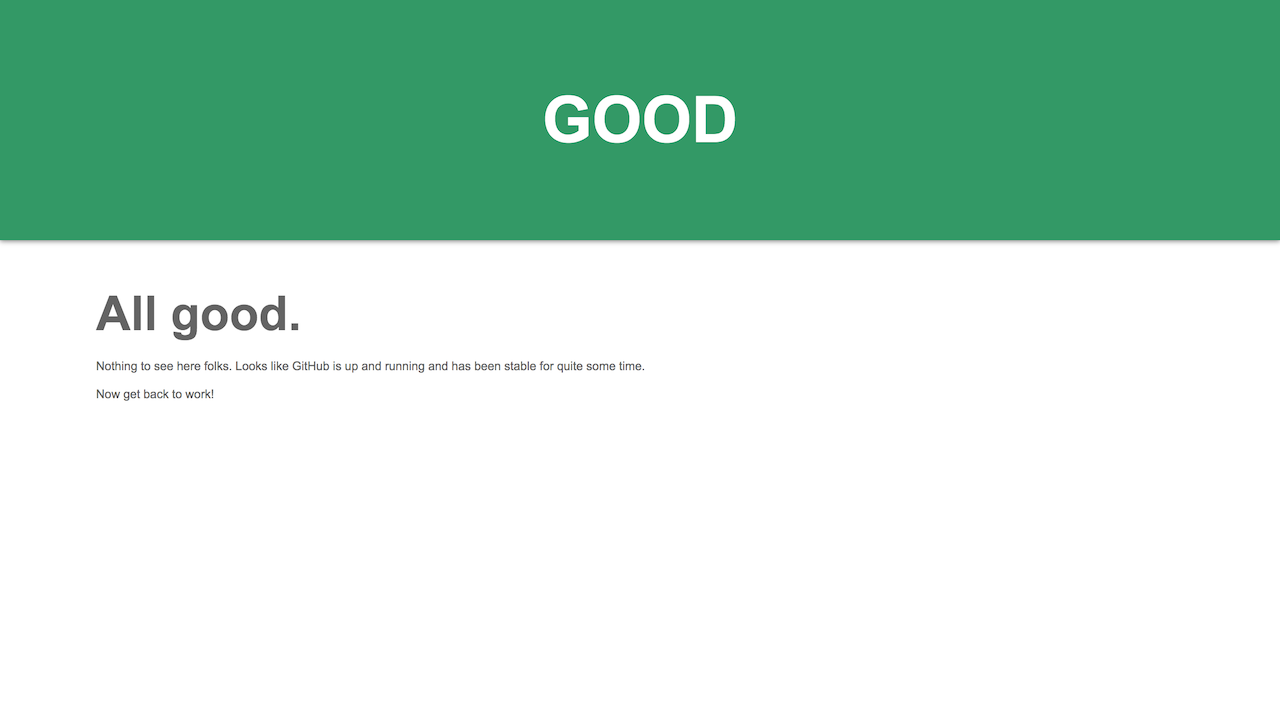 GOOD
All good.
Nothing to see here folks. Looks like GitHub is up and running and has been stable for quite some time.
Now get back to work!